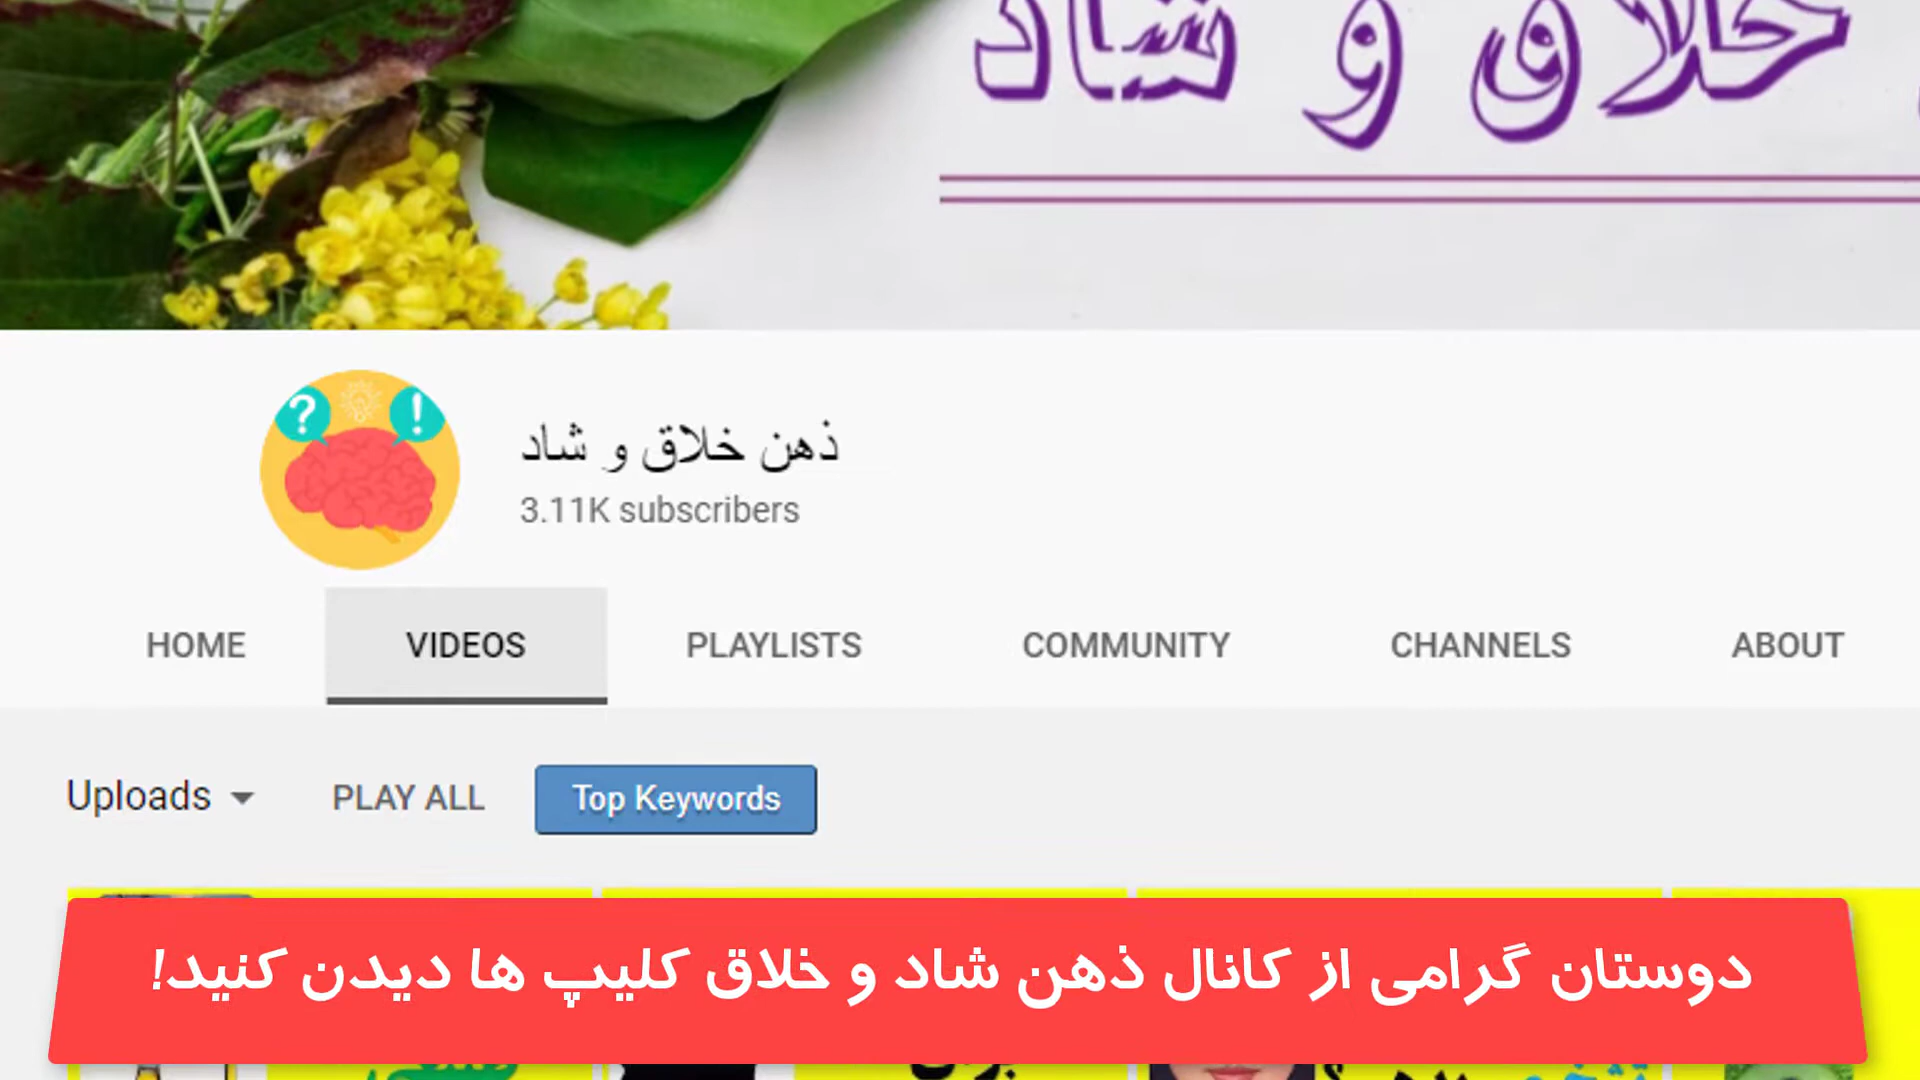 خلاق و شاد
ذهن خلاق و شاد
3.11K subscribers
HOME VIDEOS PLAYLISTS COMMUNITY CHANNELS ABOUT
Uploads PLAY ALL Top Keywords
دوستان گرامی از کانال ذهن شاد و خلاق کلیپ ها دیدن کنید!